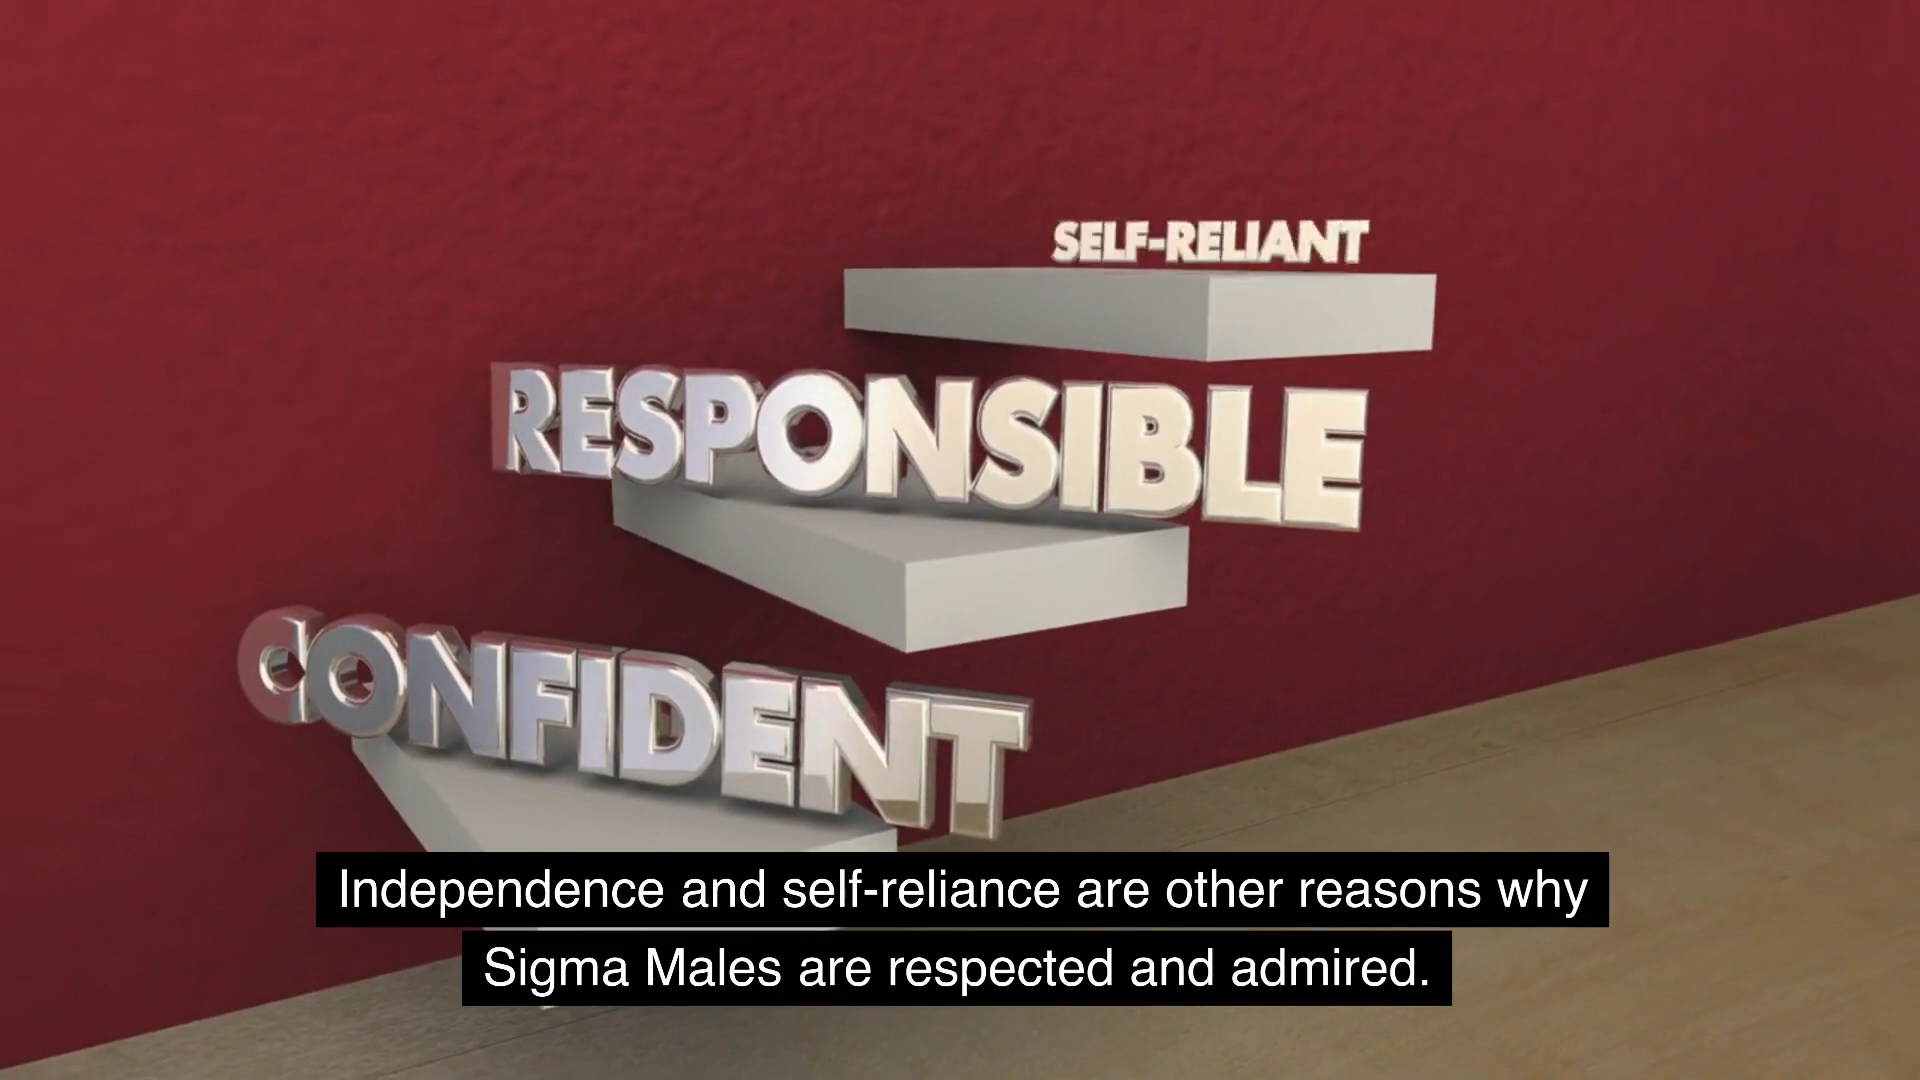 SELF-RELIANT
RESPONSIBLE
CONFIDENT
Independence and self-reliance are other reasons why
Sigma Males are respected and admired.